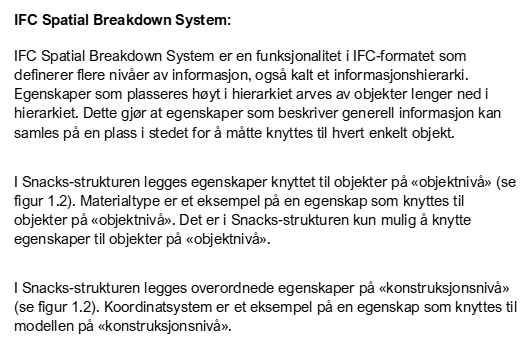 IFC Spatial Breakdown System:
IFC Spatial Breakdown System er en funksjonalitet i IFC-formatet som
definerer flere nivåer av informasjon, også kalt et informasjonshierarki.
Egenskaper som plasseres høyt i hierarkiet arves av objekter lenger ned i
hierarkiet. Dette gjør at egenskaper som beskriver generell informasjon kan
samles på en plass i stedet for å måtte knyttes til hvert enkelt objekt.
I Snacks-strukturen legges egenskaper knyttet til objekter på «objektnivå» (se
figur 1.2). Materialtype er et eksempel på en egenskap som knyttes til
objekter på «objektnivå». Det er i Snacks-strukturen kun mulig å knytte
egenskaper til objekter på «objektnivå».
I Snacks-strukturen legges overordnede egenskaper på «konstruksjonsnivå»
(se figur 1.2). Koordinatsystem er et eksempel på en egenskap som knyttes til
modellen på «konstruksjonsnivå».